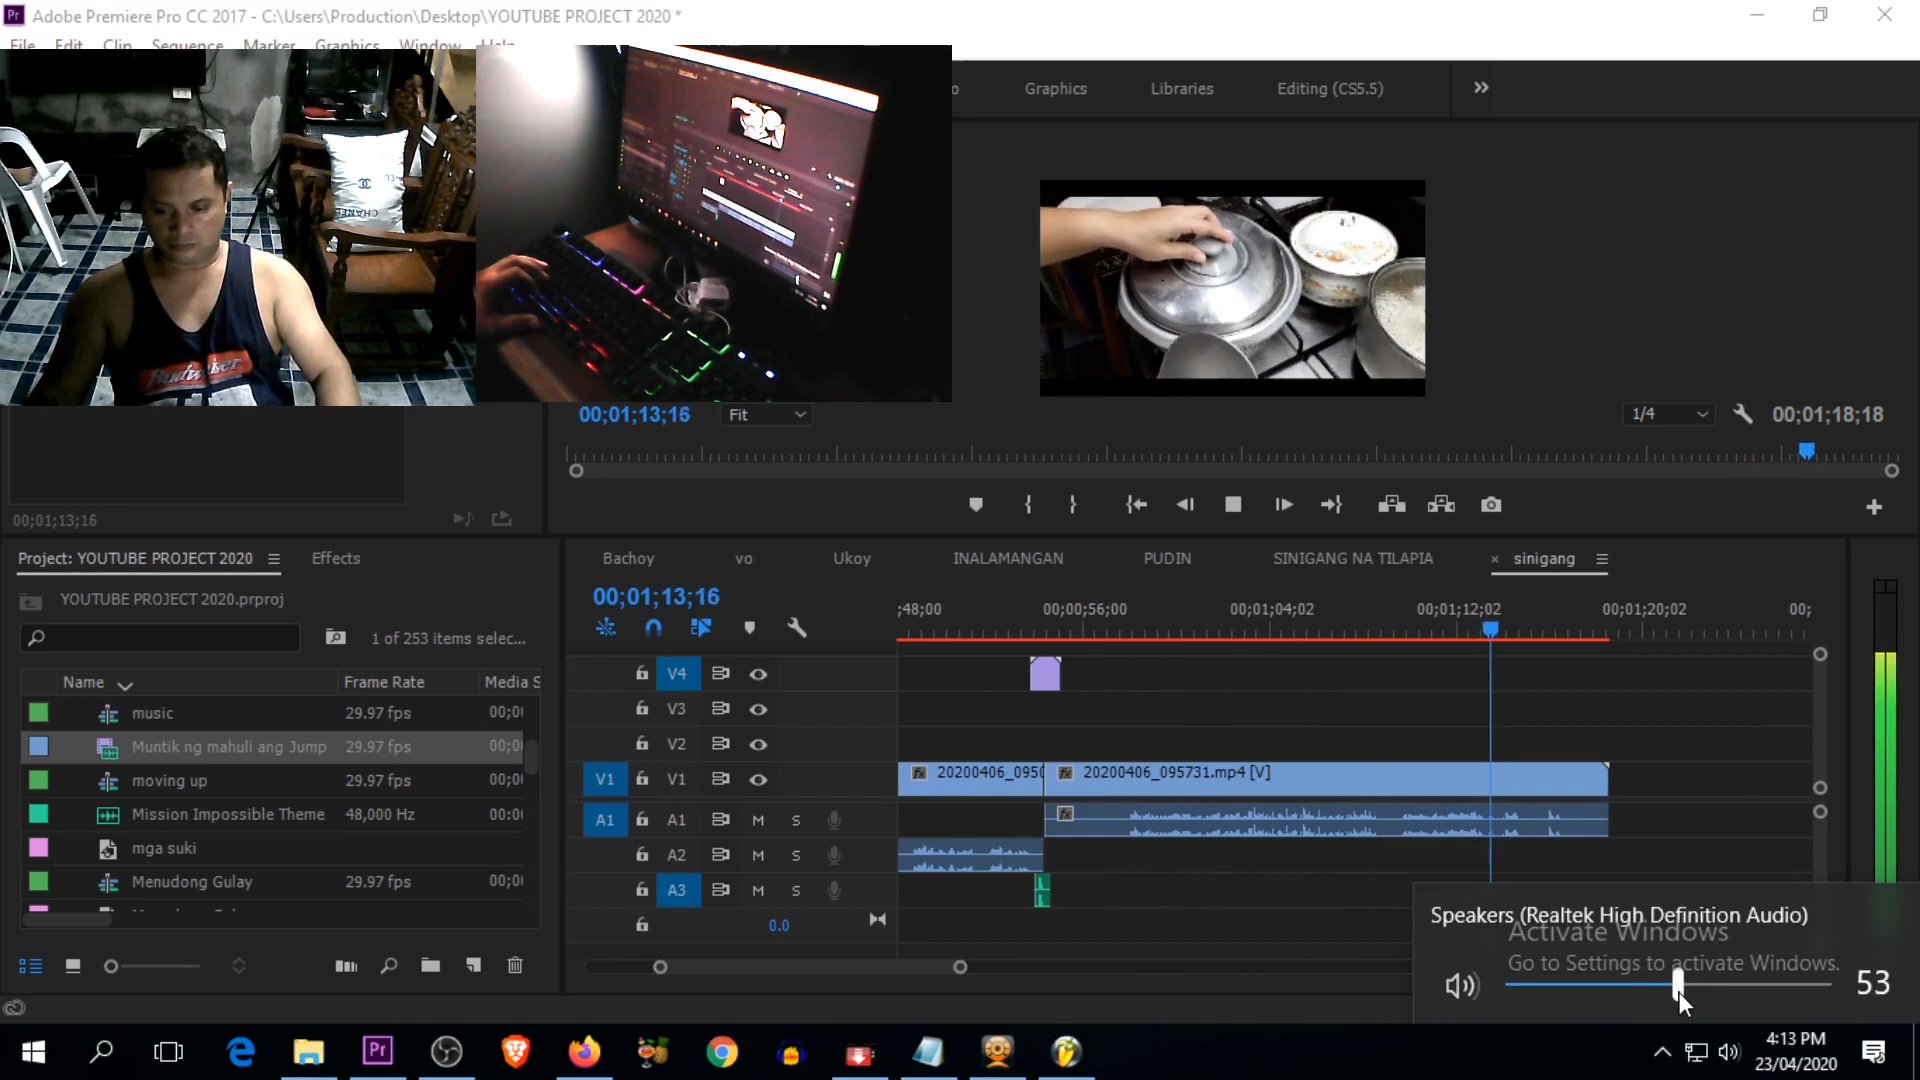 Adobe Premiere Pro CC 2017 - C:\Users\Production\Desktop\YOUTUBE PROJECT 2020 *
File Edit Clip Sequence Marker Graphics Window Help
Graphics Libraries Editing (CS5.5)
CHANEL
Budweiser
00;01;13;16 Fit 1/4 00;01;18;18
00;01;13;16
Project: YOUTUBE PROJECT 2020 Effects
Bachoy vo Ukoy INALAMANGAN PUDIN SINIGANG NA TILAPIA × sinigang
YOUTUBE PROJECT 2020.prproj
1 of 253 items selec...
00;01;13;16
;48;00 00;00;56;00 00;01;04;02 00;01;12;02 00;01;20;02 00;
Name Frame Rate Media S
music 29.97 fps 00;0
Muntik ng mahuli ang Jump 29.97 fps 00;0
moving up 29.97 fps 00;0
Mission Impossible Theme 48,000 Hz 00:0
mga suki
Menudong Gulay 29.97 fps 00;0
V4
V3
V2
V1 V1
20200406_095 20200406_095731.mp4 [V]
A1 A1 M S
A2 M S
A3 M S
0.0
Speakers (Realtek High Definition Audio)
Activate Windows
Go to Settings to activate Windows.
53
Pr
4:13 PM
23/04/2020